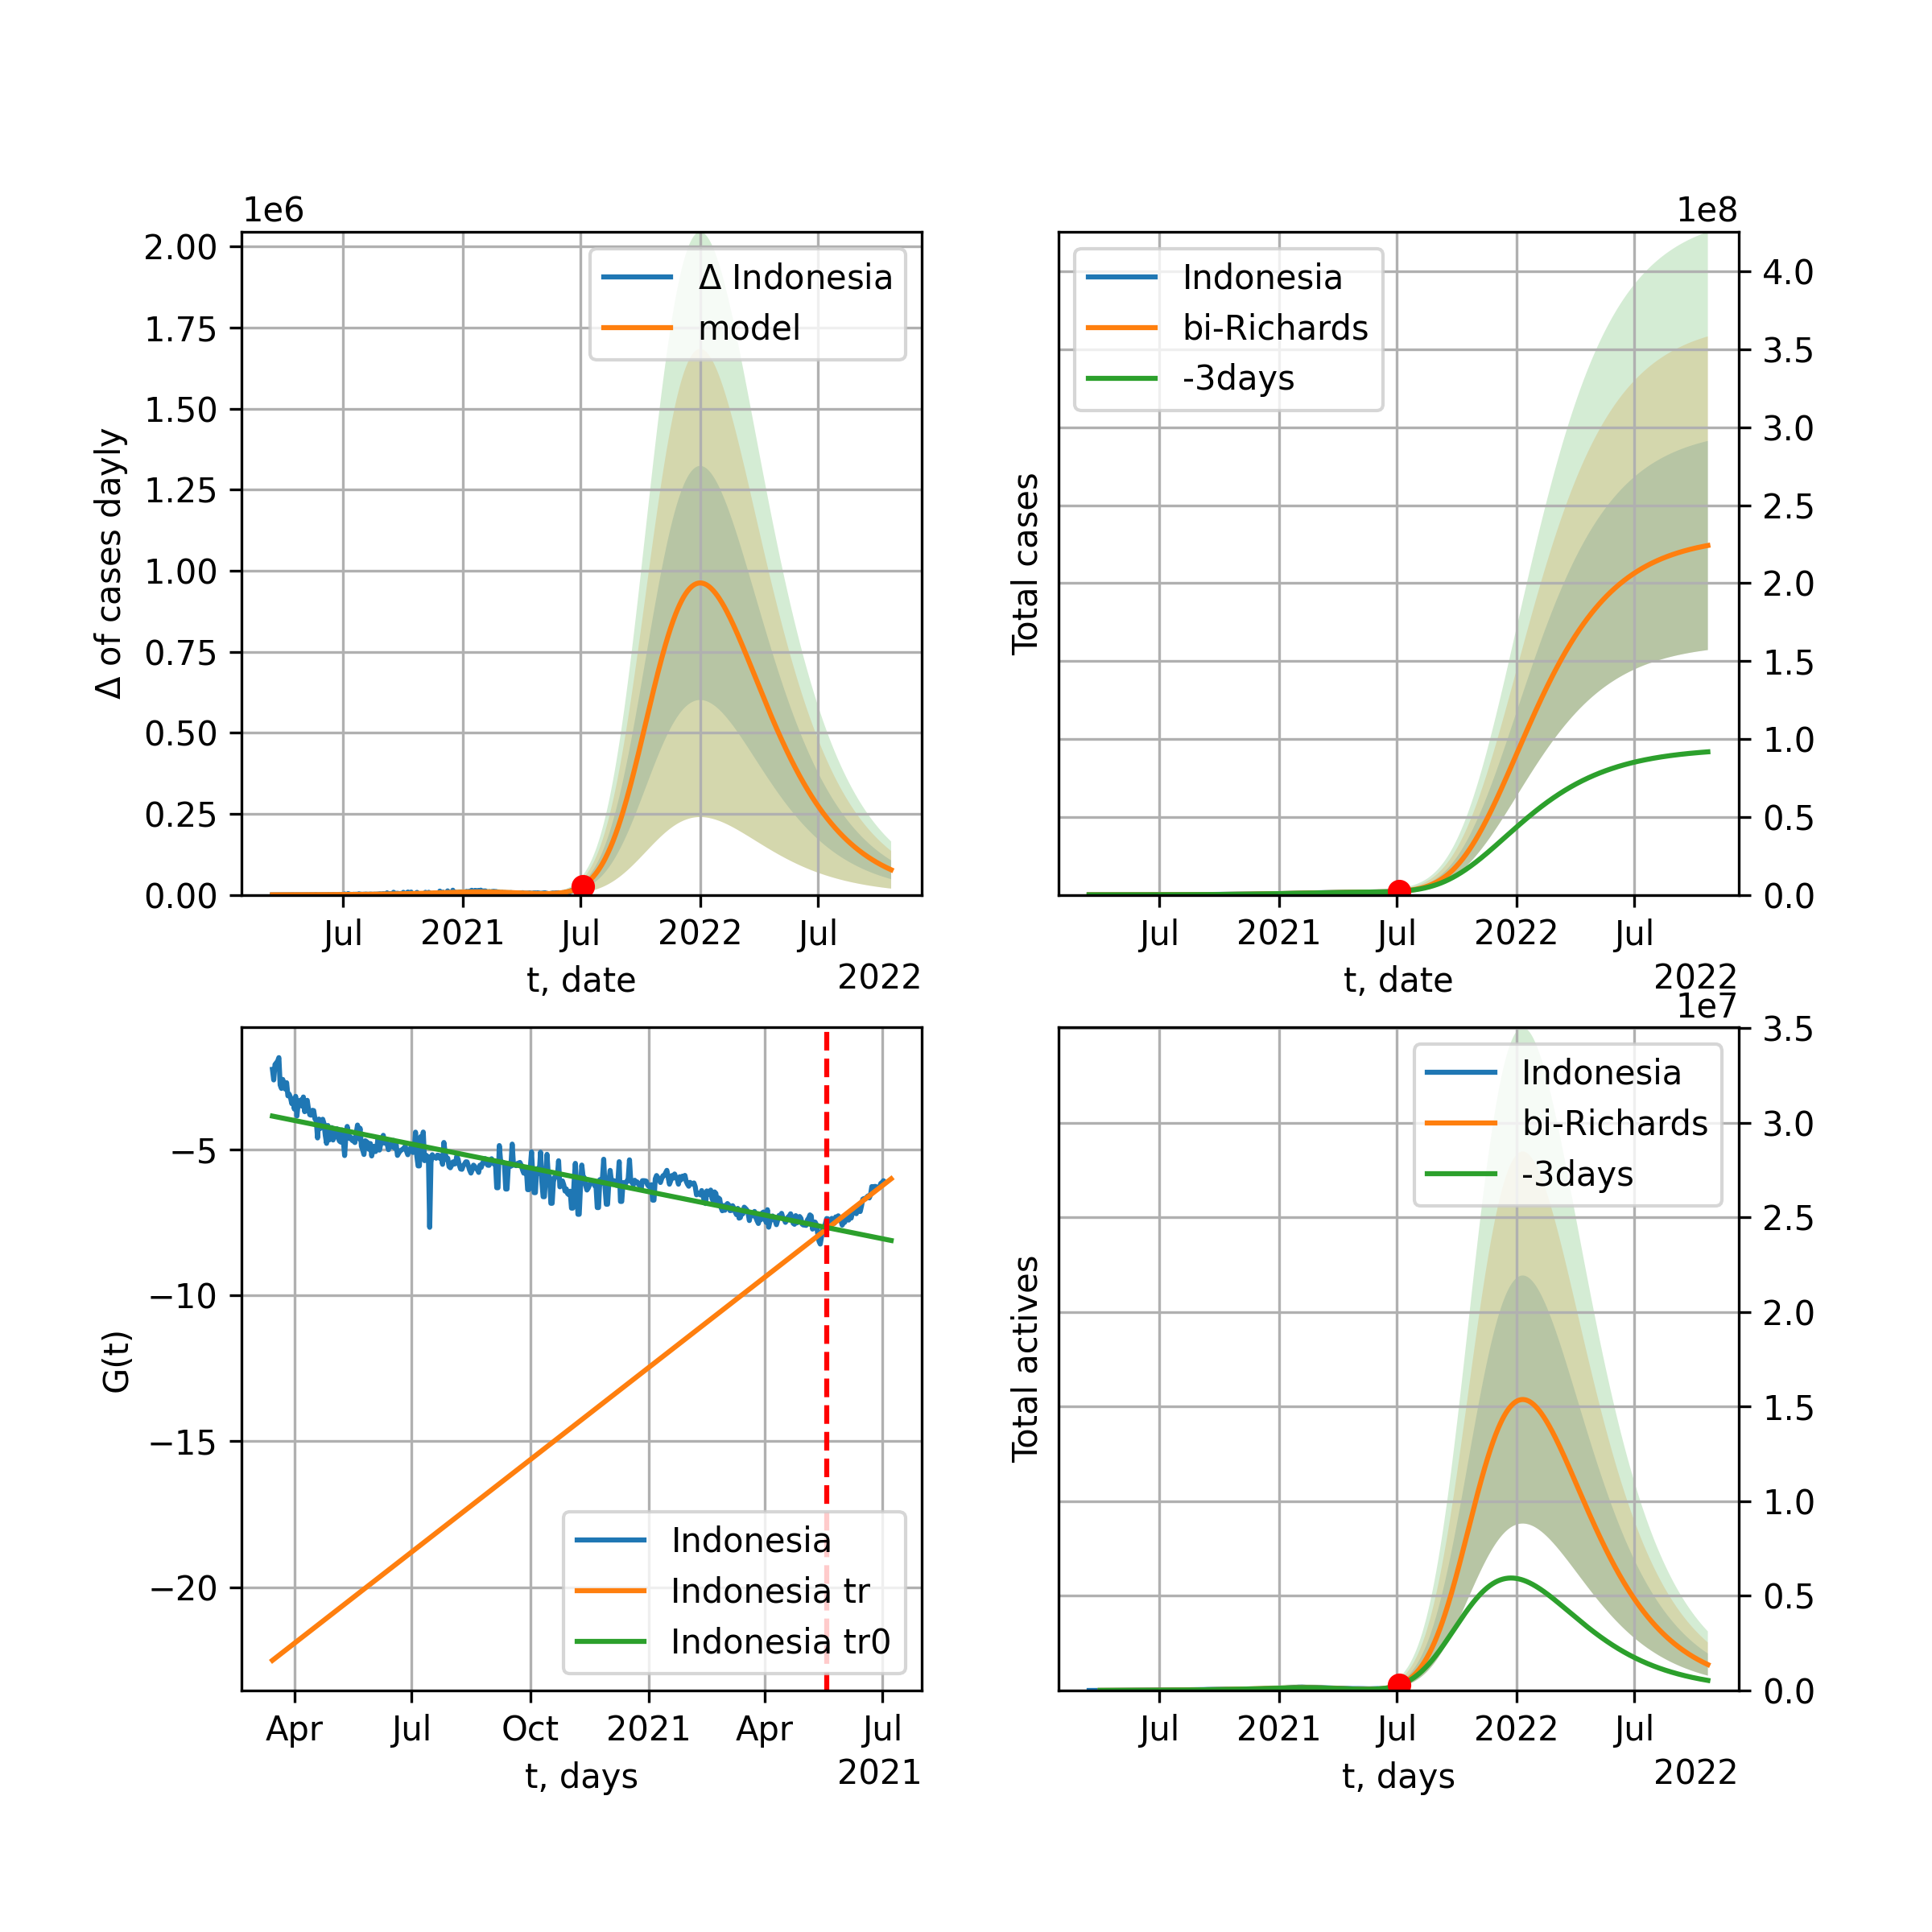 1e6
2.00
1.75
1.50
1.25
1.00
0.75
0.50
0.25
0.00
Δ of cases dayly
Δ Indonesia
model
Jul
2021
Jul
2022
Jul
t, date
2022
1e8
Indonesia
bi-Richards
-3days
Total cases
4.0
3.5
3.0
2.5
2.0
1.5
1.0
0.5
0.0
Jul
2021
Jul
2022
Jul
t, date
2022
−5
−10
−15
−20
G(t)
Indonesia
Indonesia tr
Indonesia tr0
Apr
Jul
Oct
2021
Apr
Jul
t, days
2021
1e7
Indonesia
bi-Richards
-3days
Total actives
3.5
3.0
2.5
2.0
1.5
1.0
0.5
0.0
Jul
2021
Jul
2022
Jul
t, days
2022